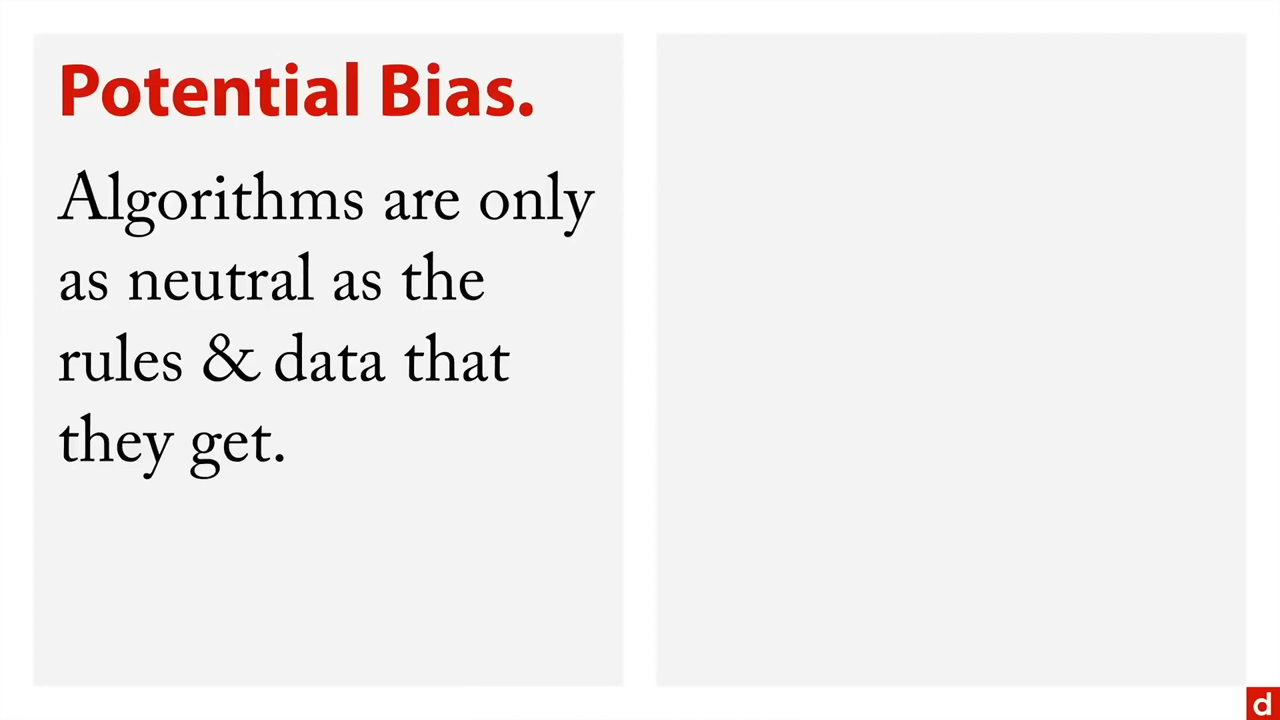 Potential Bias.
Algorithms are only
as neutral as the
rules & data that
they get.
d